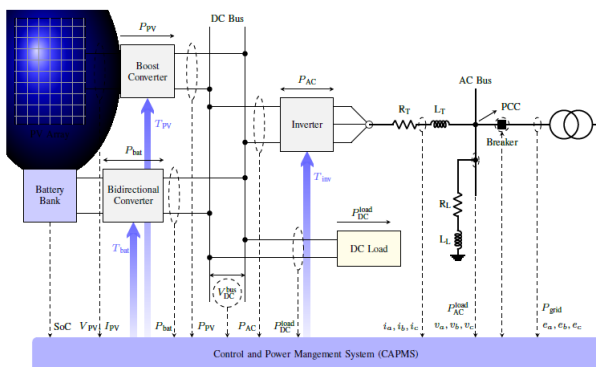 DC Bus
P_PV
Boost
Converter
P_AC
AC Bus
PCC
R_T
L_T
Inverter
Breaker
T_PV
P_bat
Battery
Bank
Bidirectional
Converter
T_inv
R_L
P_DC^load
T_bat
DC Load
L_L
V_DC^bus
SoC
V_PV
I_PV
P_bat
P_PV
P_AC
P_DC^load
P_AC^load
P_grid
i_a, i_b, i_c
v_a, v_b, v_c
e_a, e_b, e_c
Control and Power Mangement System (CAPMS)